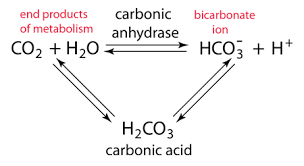 end products
of metabolism
carbonic
anhydrase
bicarbonate
ion
CO₂ + H₂O
HCO₃⁻ + H⁺
H₂CO₃
carbonic acid